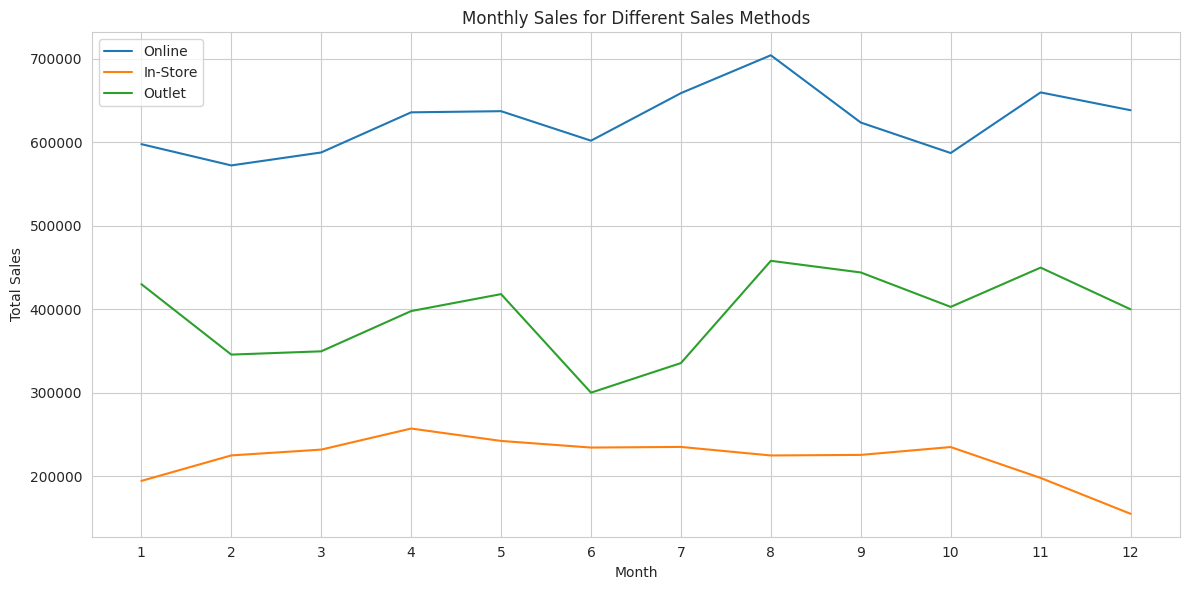 Monthly Sales for Different Sales Methods
Online
In-Store
Outlet
700000
600000
500000
400000
300000
200000
Total Sales
1 2 3 4 5 6 7 8 9 10 11 12
Month